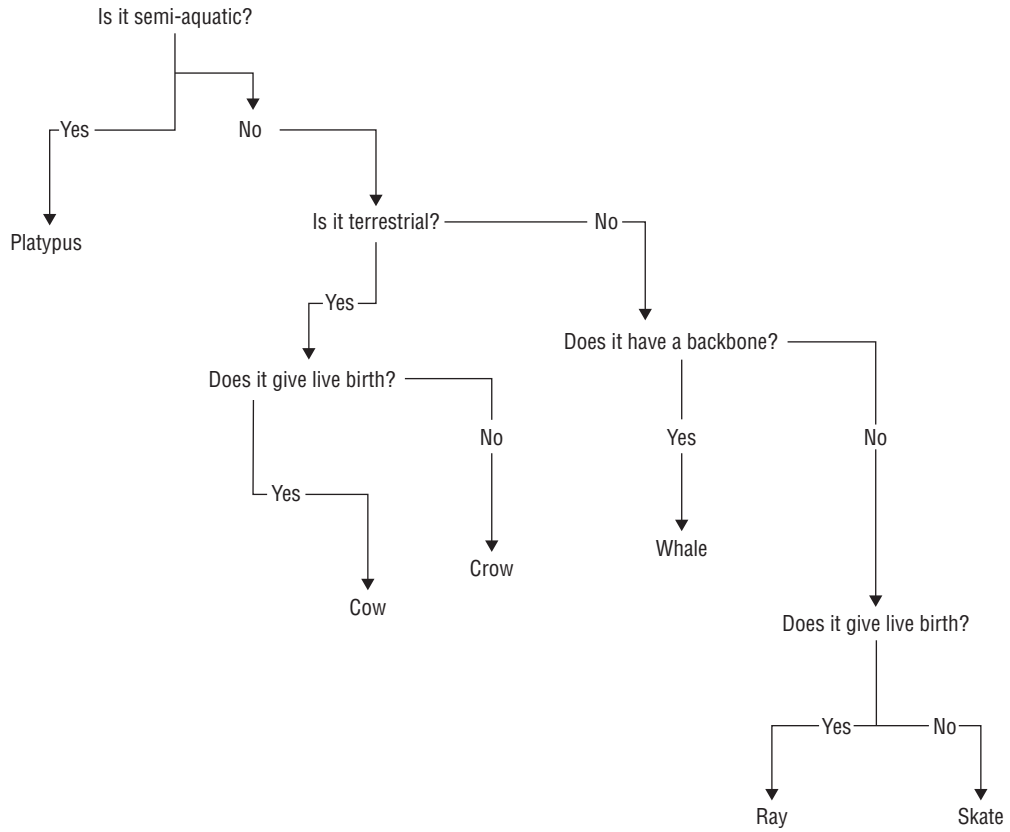 Is it semi-aquatic?
Yes
No
Platypus
Is it terrestrial?
No
Yes
Does it have a backbone?
Does it give live birth?
No
Yes
No
Yes
Whale
Crow
Cow
Does it give live birth?
Yes
No
Ray
Skate